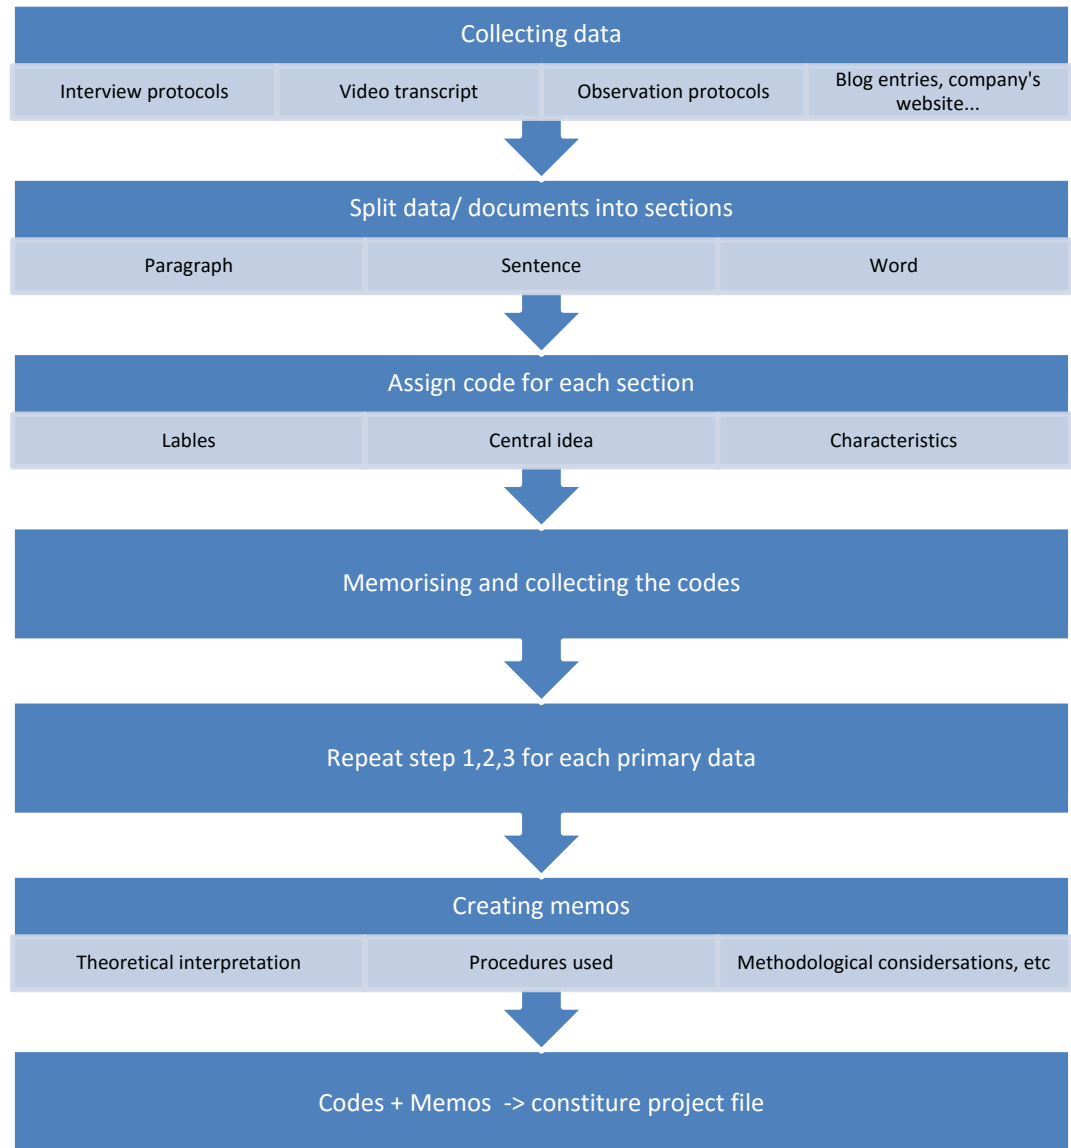 Collecting data
Interview protocols
Video transcript
Observation protocols
Blog entries, company's
website...
Split data/ documents into sections
Paragraph
Sentence
Word
Assign code for each section
Lables
Central idea
Characteristics
Memorising and collecting the codes
Repeat step 1,2,3 for each primary data
Creating memos
Theoretical interpretation
Procedures used
Methodological considersations, etc
Codes + Memos  -> constiture project file